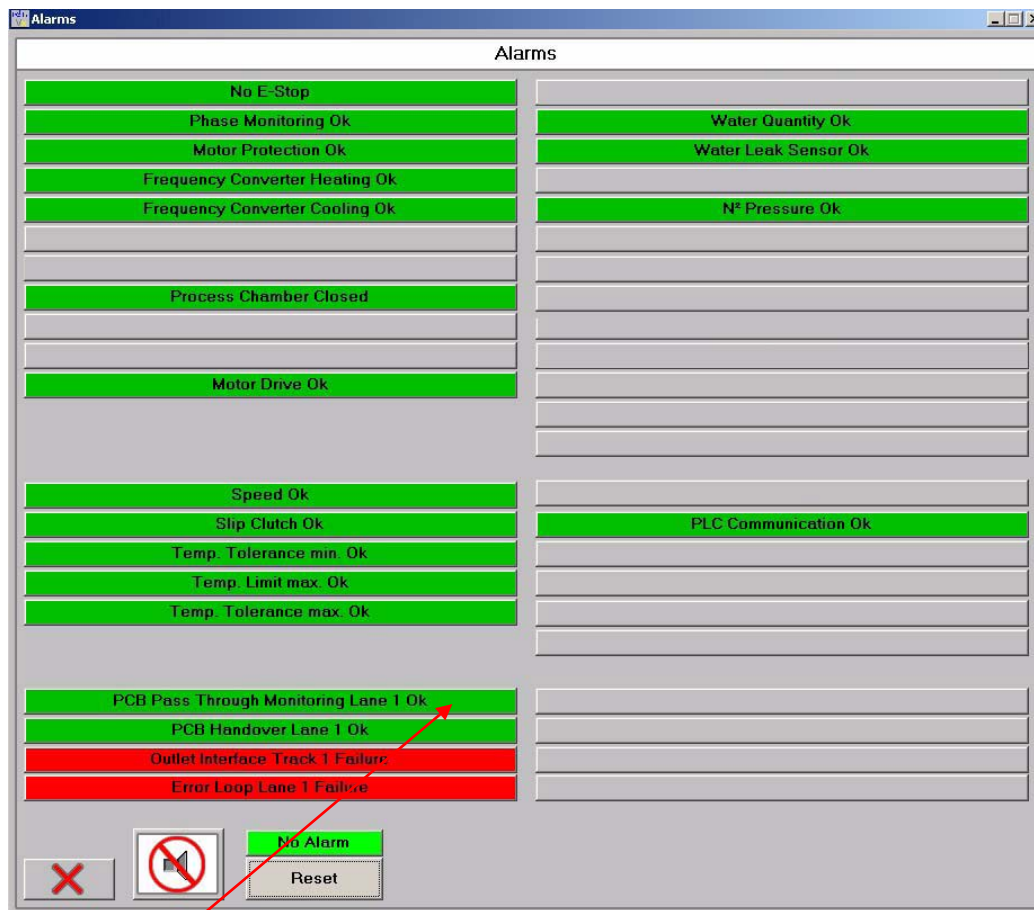 Alarms
Alarms
No E-Stop
Phase Monitoring Ok
Water Quantity Ok
Motor Protection Ok
Water Leak Sensor Ok
Frequency Converter Heating Ok
Frequency Converter Cooling Ok
N² Pressure Ok
Process Chamber Closed
Motor Drive Ok
Speed Ok
Slip Clutch Ok
PLC Communication Ok
Temp. Tolerance min. Ok
Temp. Limit max. Ok
Temp. Tolerance max. Ok
PCB Pass Through Monitoring Lane 1 Ok
PCB Handover Lane 1 Ok
Outlet Interface Track 1 Failure
Error Loop Lane 1 Failure
No Alarm
Reset